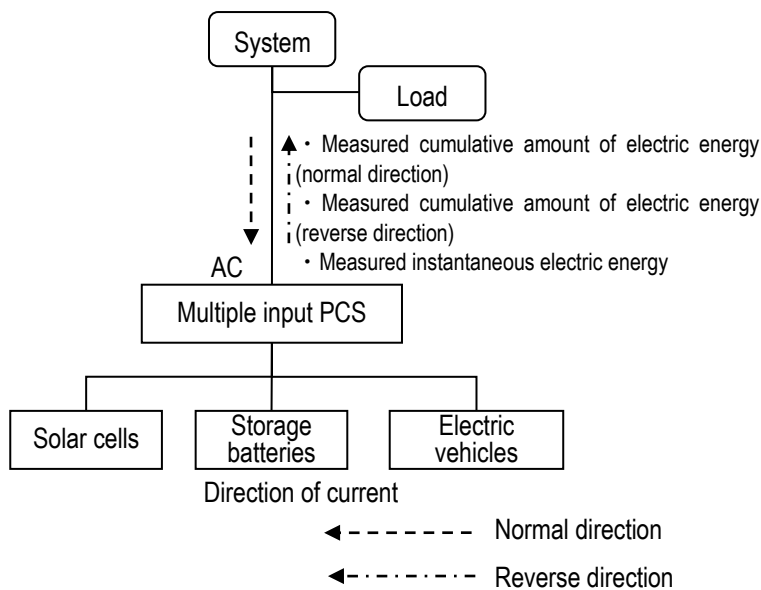 System
Load
・Measured cumulative amount of electric energy
(normal direction)
・Measured cumulative amount of electric energy
(reverse direction)
・Measured instantaneous electric energy
AC
Multiple input PCS
Solar cells
Storage
batteries
Electric
vehicles
Direction of current
Normal direction
Reverse direction